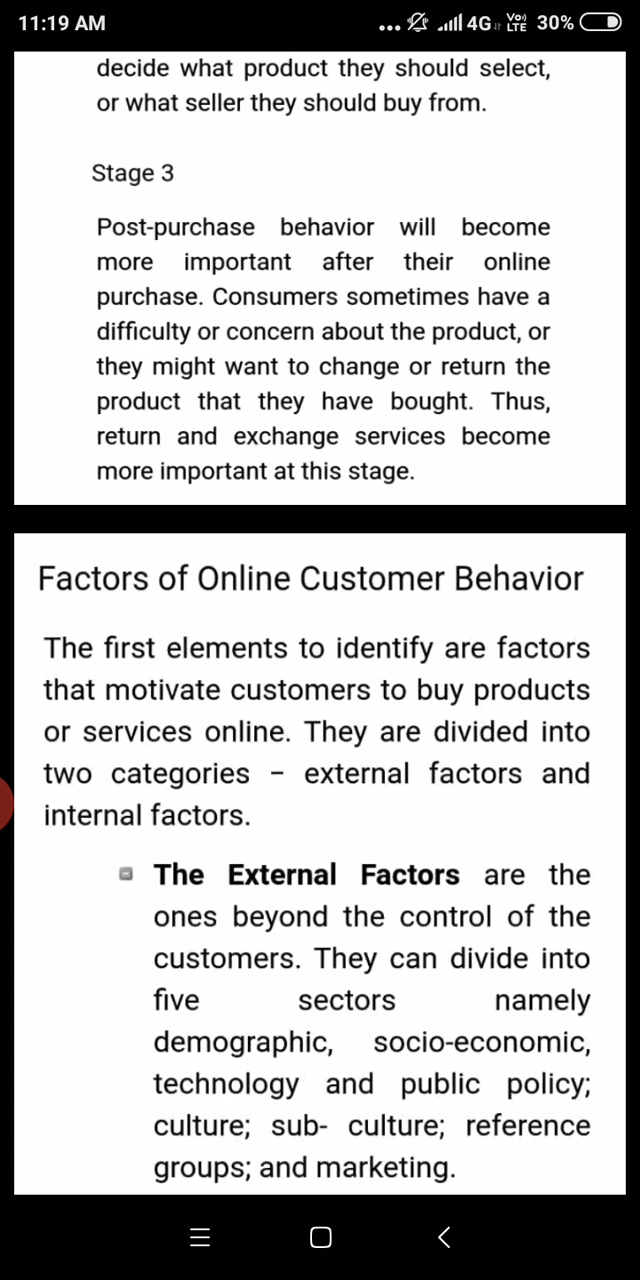 11:19 AM ... 4G Vo) LTE 30%
decide what product they should select,
or what seller they should buy from.
Stage 3
Post-purchase behavior will become
more important after their online
purchase. Consumers sometimes have a
difficulty or concern about the product, or
they might want to change or return the
product that they have bought. Thus,
return and exchange services become
more important at this stage.
Factors of Online Customer Behavior
The first elements to identify are factors
that motivate customers to buy products
or services online. They are divided into
two categories – external factors and
internal factors.
The External Factors are the
ones beyond the control of the
customers. They can divide into
five sectors namely
demographic, socio-economic,
technology and public policy;
culture; sub- culture; reference
groups; and marketing.